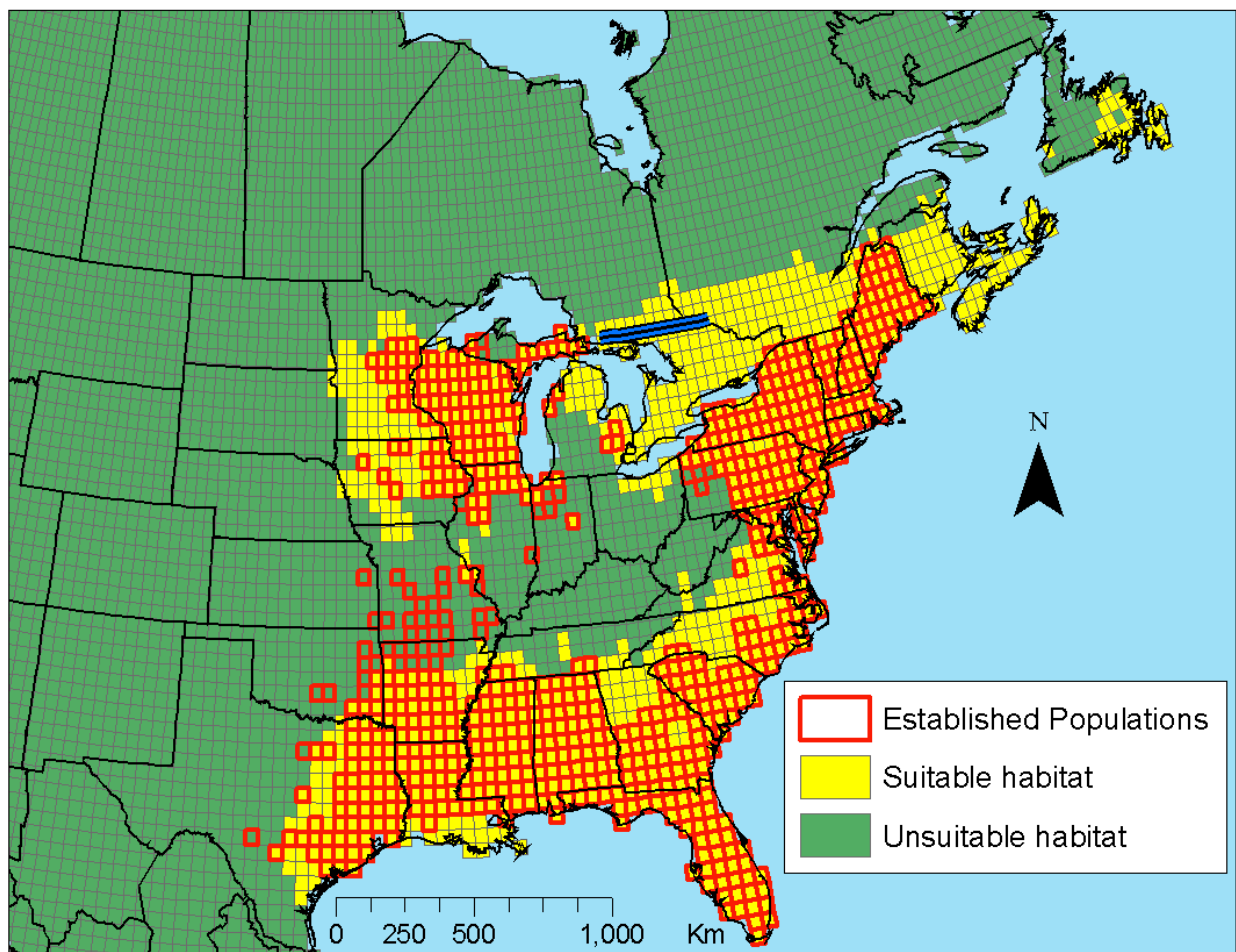 N
Established Populations
Suitable habitat
Unsuitable habitat
0 250 500 1,000 Km